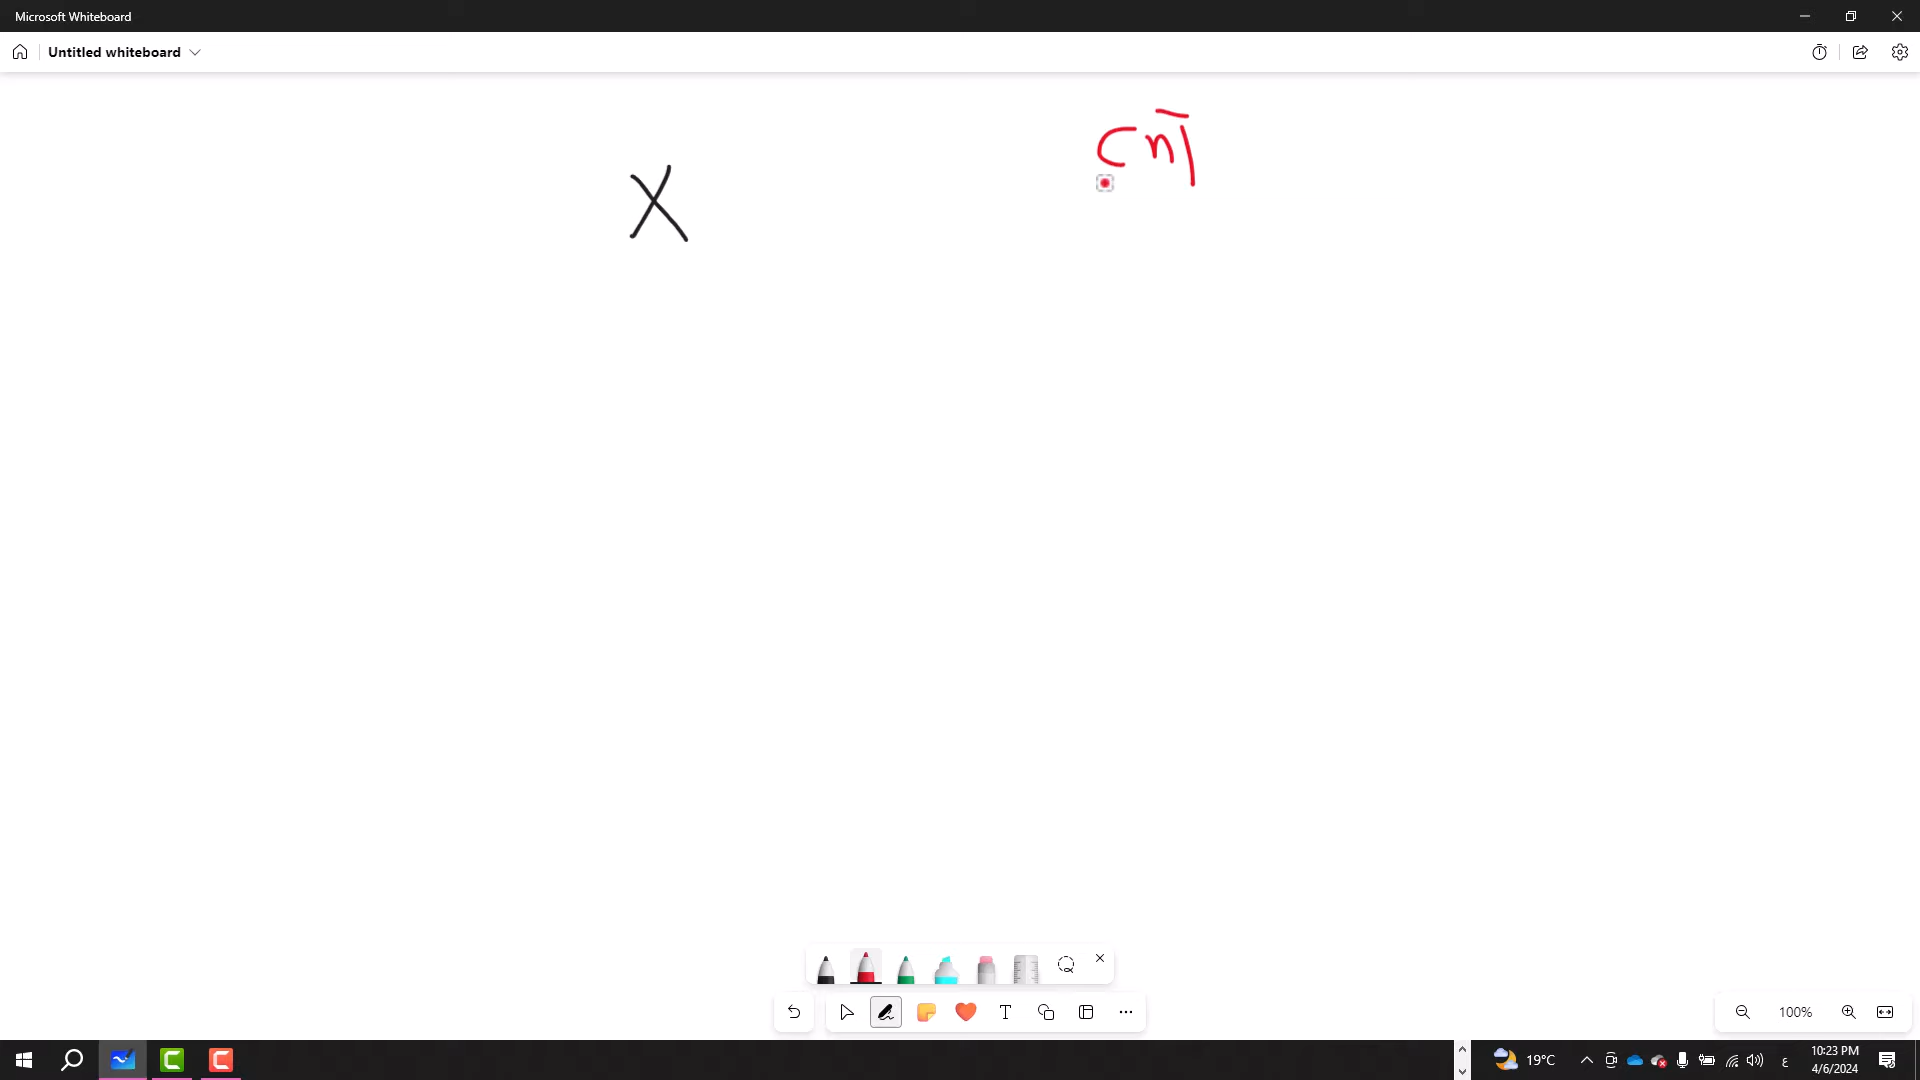 Microsoft Whiteboard
Untitled whiteboard
X
100%
19°C
ع
10:23 PM
4/6/2024